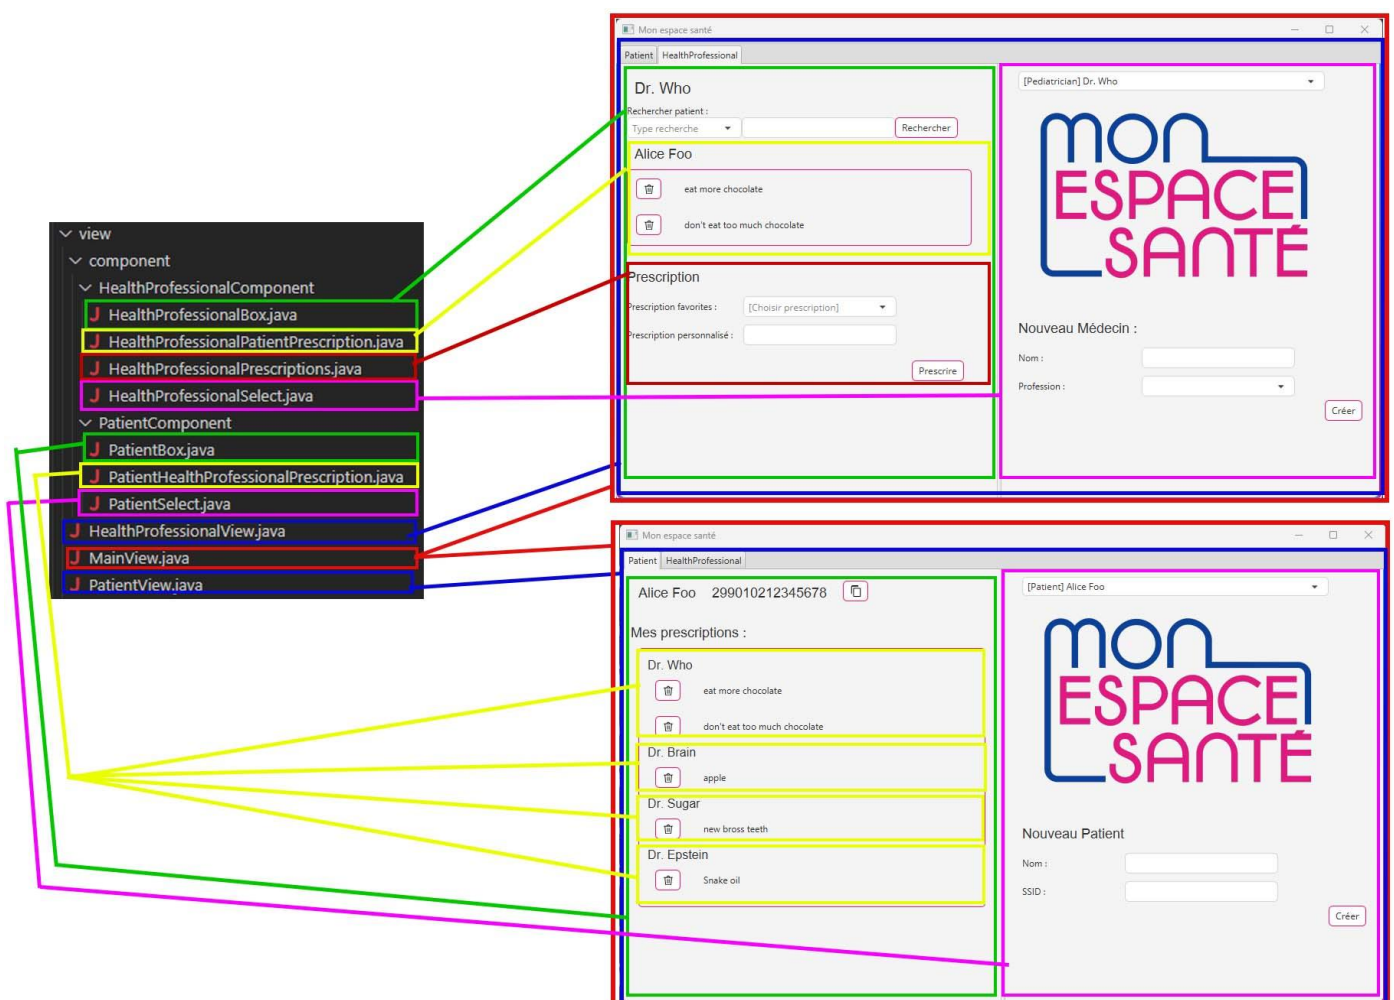 view
component
HealthProfessionalComponent
J HealthProfessionalBox.java
J HealthProfessionalPatientPrescription.java
J HealthProfessionalPrescriptions.java
J HealthProfessionalSelect.java
PatientComponent
J PatientBox.java
J PatientHealthProfessionalPrescription.java
J PatientSelect.java
J HealthProfessionalView.java
J MainView.java
J PatientView.java
Mon espace santé
Patient HealthProfessional
Dr. Who
Rechercher patient :
Type recherche
Rechercher
Alice Foo
eat more chocolate
don't eat too much chocolate
Prescription
Prescription favorites :
[Choisir prescription]
Prescription personnalisé :
Prescrire
[Pediatrician] Dr. Who
mon
ESPACE
SANTÉ
Nouveau Médecin :
Nom :
Profession :
Créer
Mon espace santé
Patient HealthProfessional
Alice Foo 299010212345678
Mes prescriptions :
Dr. Who
eat more chocolate
don't eat too much chocolate
Dr. Brain
apple
Dr. Sugar
new bross teeth
Dr. Epstein
Snake oil
[Patient] Alice Foo
mon
ESPACE
SANTÉ
Nouveau Patient
Nom :
SSID :
Créer